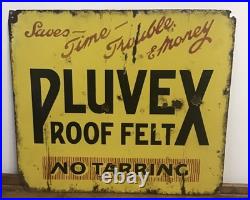 Saves - Time - Trouble
& Money
PLUVEX
ROOF FELT
NO TARRING